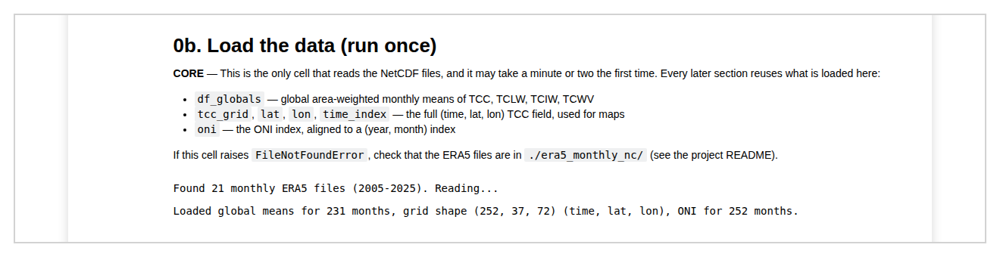 0b. Load the data (run once)
CORE — This is the only cell that reads the NetCDF files, and it may take a minute or two the first time. Every later section reuses what is loaded here:
• df_globals — global area-weighted monthly means of TCC, TCLW, TCIW, TCWV
• tcc_grid, lat, lon, time_index — the full (time, lat, lon) TCC field, used for maps
• oni — the ONI index, aligned to a (year, month) index
If this cell raises FileNotFoundError, check that the ERA5 files are in ./era5_monthly_nc/ (see the project README).
Found 21 monthly ERA5 files (2005-2025). Reading...
Loaded global means for 231 months, grid shape (252, 37, 72) (time, lat, lon), ONI for 252 months.